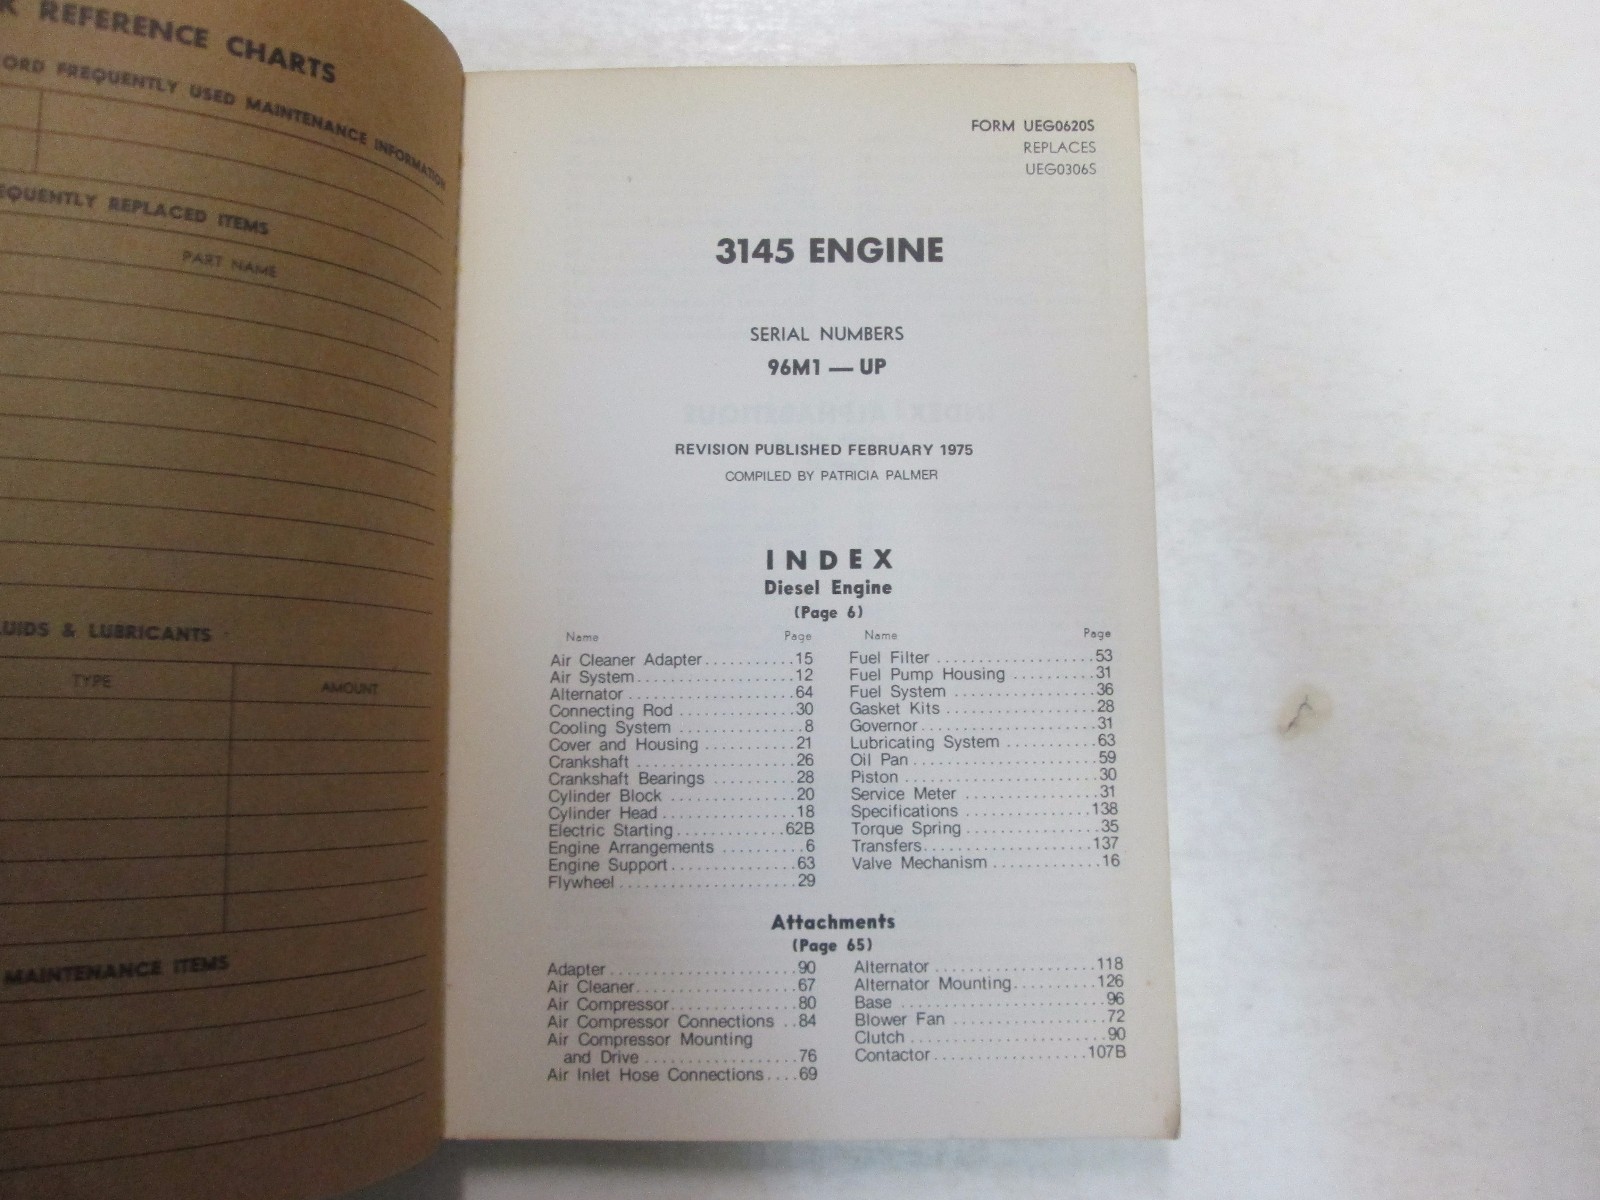 REFERENCE CHARTS
FREQUENTLY USED MAINTENANCE INFORMATION
REPLACED ITEMS
PART NAME
& LUBRICANTS
TYPE AMOUNT
MAINTENANCE ITEMS
FORM UEG0620S
REPLACES
UEG0306S
3145 ENGINE
SERIAL NUMBERS
96M1 — UP
REVISION PUBLISHED FEBRUARY 1975
COMPILED BY PATRICIA PALMER
INDEX
Diesel Engine
(Page 6)
Name Page
Air Cleaner Adapter...........15
Air System................12
Alternator................64
Connecting Rod..............30
Cooling System...............8
Cover and Housing...........21
Crankshaft................26
Crankshaft Bearings..........28
Cylinder Block..............20
Cylinder Head..............18
Electric Starting............62B
Engine Arrangements.........6
Engine Support.............63
Flywheel..................29
Name Page
Fuel Filter..................53
Fuel Pump Housing..........31
Fuel System................36
Gasket Kits................28
Governor..................31
Lubricating System..........63
Oil Pan...................59
Piston....................30
Service Meter..............31
Specifications.............138
Torque Spring..............35
Transfers.................137
Valve Mechanism............16
Attachments
(Page 65)
Adapter...................90
Air Cleaner................67
Air Compressor.............80
Air Compressor Connections..84
Air Compressor Mounting
and Drive................76
Air Inlet Hose Connections....69
Alternator................118
Alternator Mounting.........126
Base.....................96
Blower Fan................72
Clutch....................90
Contactor................107B